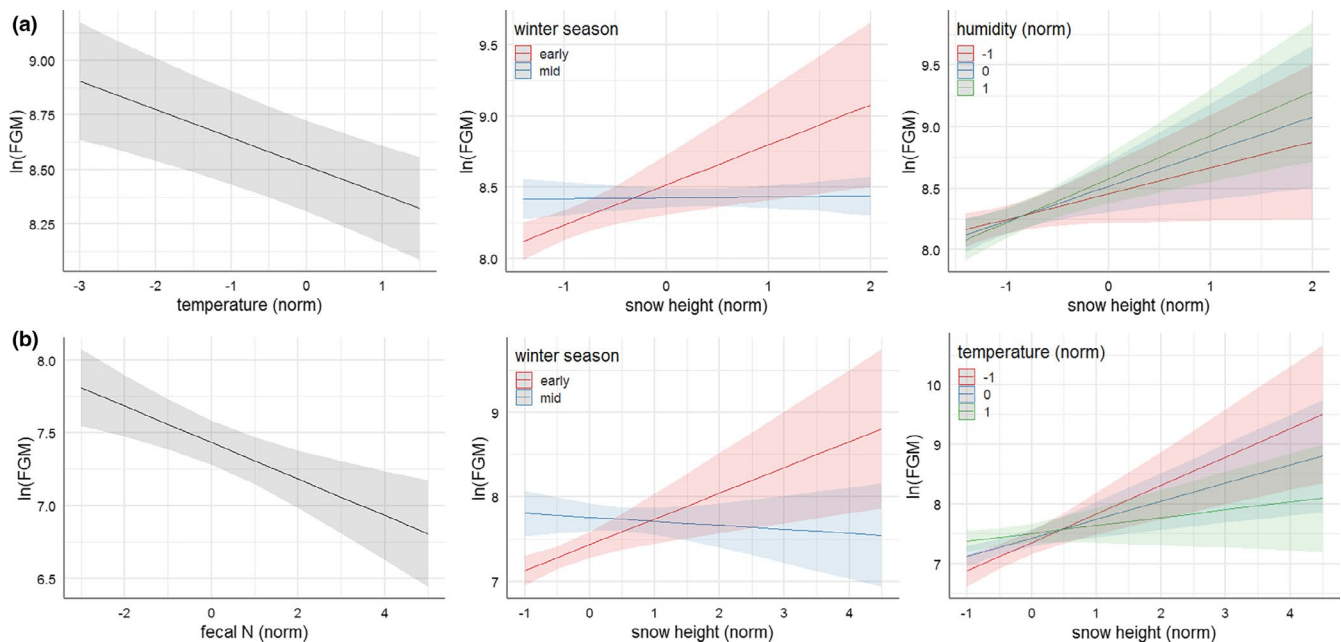 (a)
9.00
8.75
8.50
8.25
ln(FGM)
-3 -2 -1 0 1
temperature (norm)
winter season
early
mid
9.5
9.0
8.5
8.0
ln(FGM)
-1 0 1 2
snow height (norm)
humidity (norm)
-1
0
1
9.5
9.0
8.5
8.0
ln(FGM)
-1 0 1 2
snow height (norm)
(b)
8.0
7.5
7.0
6.5
ln(FGM)
-2 0 2 4
fecal N (norm)
winter season
early
mid
9
8
7
ln(FGM)
-1 0 1 2 3 4
snow height (norm)
temperature (norm)
-1
0
1
10
9
8
7
ln(FGM)
-1 0 1 2 3 4
snow height (norm)